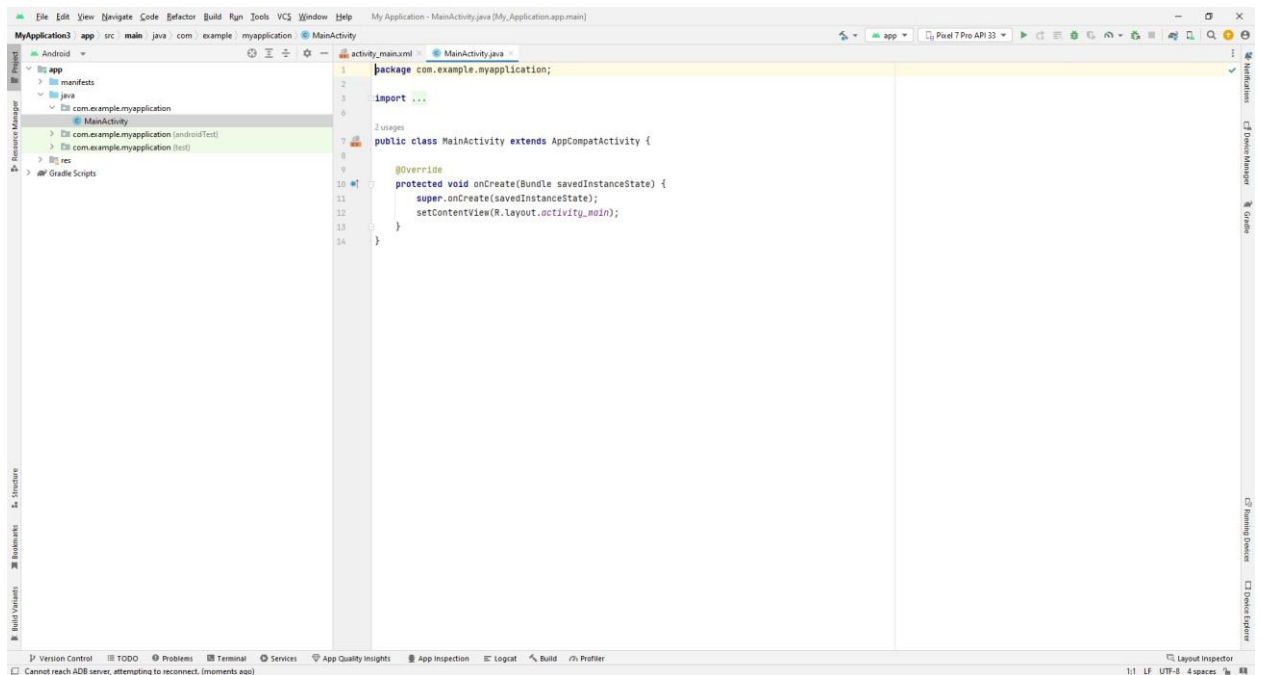 File Edit View Navigate Code Refactor Build Run Tools VCS Window Help My Application - MainActivity.java [My_Application.app.main]
MyApplication3 app src main java com example myapplication MainActivity
app Pixel 7 Pro API 33
Project
Resource Manager
Structure
Bookmarks
Build Variants
Android
app
manifests
java
com.example.myapplication
MainActivity
com.example.myapplication (androidTest)
com.example.myapplication (test)
res
Gradle Scripts
activity_main.xml MainActivity.java
1 package com.example.myapplication;
2
3 import ...
6
2 usages
7 public class MainActivity extends AppCompatActivity {
8
9 @Override
10 protected void onCreate(Bundle savedInstanceState) {
11 super.onCreate(savedInstanceState);
12 setContentView(R.layout.activity_main);
13 }
14 }
Notifications
Device Manager
Gradle
Running Devices
Device Explorer
Version Control TODO Problems Terminal Services App Quality Insights App Inspection Logcat Build Profiler Layout Inspector
Cannot reach ADB server, attempting to reconnect. (moments ago) 1:1 LF UTF-8 4 spaces